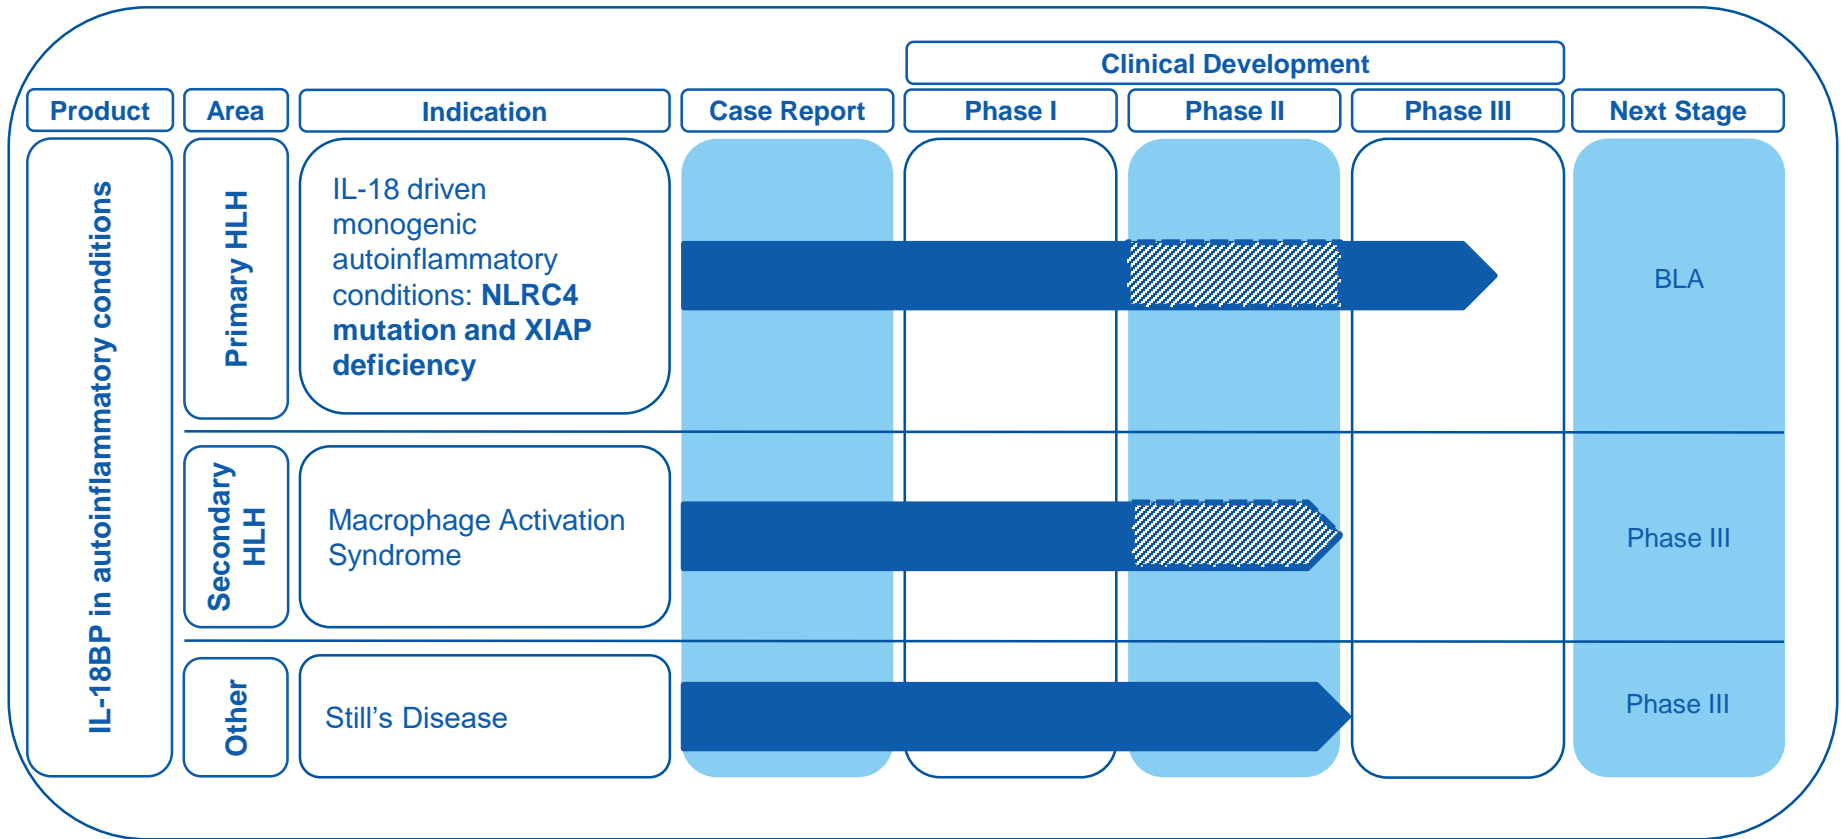 Clinical Development
Product
Area
Indication
Case Report
Phase I
Phase II
Phase III
Next Stage
IL-18BP in autoinflammatory conditions
Primary HLH
IL-18 driven
monogenic
autoinflammatory
conditions: NLRC4
mutation and XIAP
deficiency
BLA
Secondary
HLH
Macrophage Activation
Syndrome
Phase III
Other
Still’s Disease
Phase III